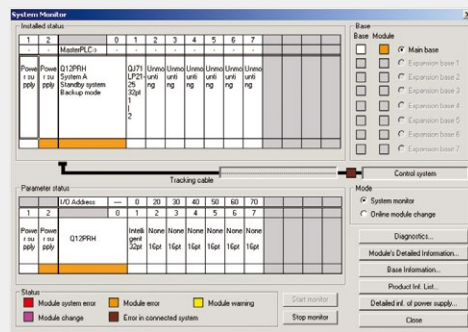 System Monitor
Installed status
Base
1 2 0 1 2 3 4 5 6 7
Base Module
- - MasterPLC-> - - - - - - - -
Main base
Power supply Power supply Q12PRH System A Standby system Backup mode QJ71LP21-25 32pt Unmounting Unmounting Unmounting Unmounting Unmounting Unmounting
Expansion base 1
Expansion base 2
Expansion base 3
Expansion base 4
Expansion base 5
Expansion base 6
Expansion base 7
Tracking cable
Control system
Parameter status
I/O Address — 0 20 30 40 50 60 70
1 2 0 1 2 3 4 5 6 7
Power supply Power supply Q12PRH Intelligent 32pt None 16pt None 16pt None 16pt None 16pt None 16pt None 16pt
Mode
System monitor
Online module change
Diagnostics...
Module's Detailed Information...
Base Information...
Product Inf. List...
Detailed inf. of power supply...
Close
Status
Module system error
Module error
Module warning
Module change
Error in connected system
Start monitor
Stop monitor